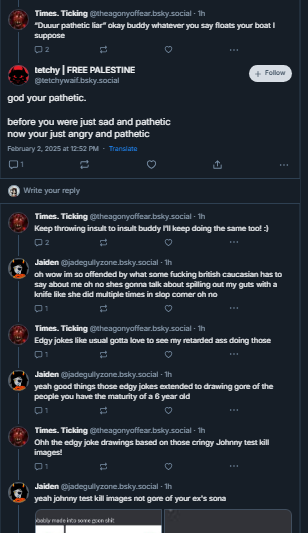 Times. Ticking @theagonyoffear.bsky.social · 1h
“Duuur pathetic liar” okay buddy whatever you say floats your boat I
suppose
2
tetchy | FREE PALESTINE
@tetchywaif.bsky.social
+ Follow
god your pathetic.
before you were just sad and pathetic
now your just angry and pathetic
February 2, 2025 at 12:52 PM · Translate
1
Write your reply
Times. Ticking @theagonyoffear.bsky.social · 1h
Keep throwing insult to insult buddy I'll keep doing the same too! :)
2
Jaiden @jadegullyzone.bsky.social · 1h
oh wow im so offended by what some fucking british caucasian has to
say about me oh no shes gonna talk about spilling out my guts with a
knife like she did multiple times in slop corner oh no
1
Times. Ticking @theagonyoffear.bsky.social · 1h
Edgy jokes like usual gotta love to see my retarded ass doing those
1
Jaiden @jadegullyzone.bsky.social · 1h
yeah good things those edgy jokes extended to drawing gore of the
people you have the maturity of a 6 year old
1
Times. Ticking @theagonyoffear.bsky.social · 1h
Ohh the edgy joke drawings based on those cringy Johnny test kill
images!
1
Jaiden @jadegullyzone.bsky.social · 1h
yeah johnny test kill images not gore of your ex's sona
bably made into some goon shit